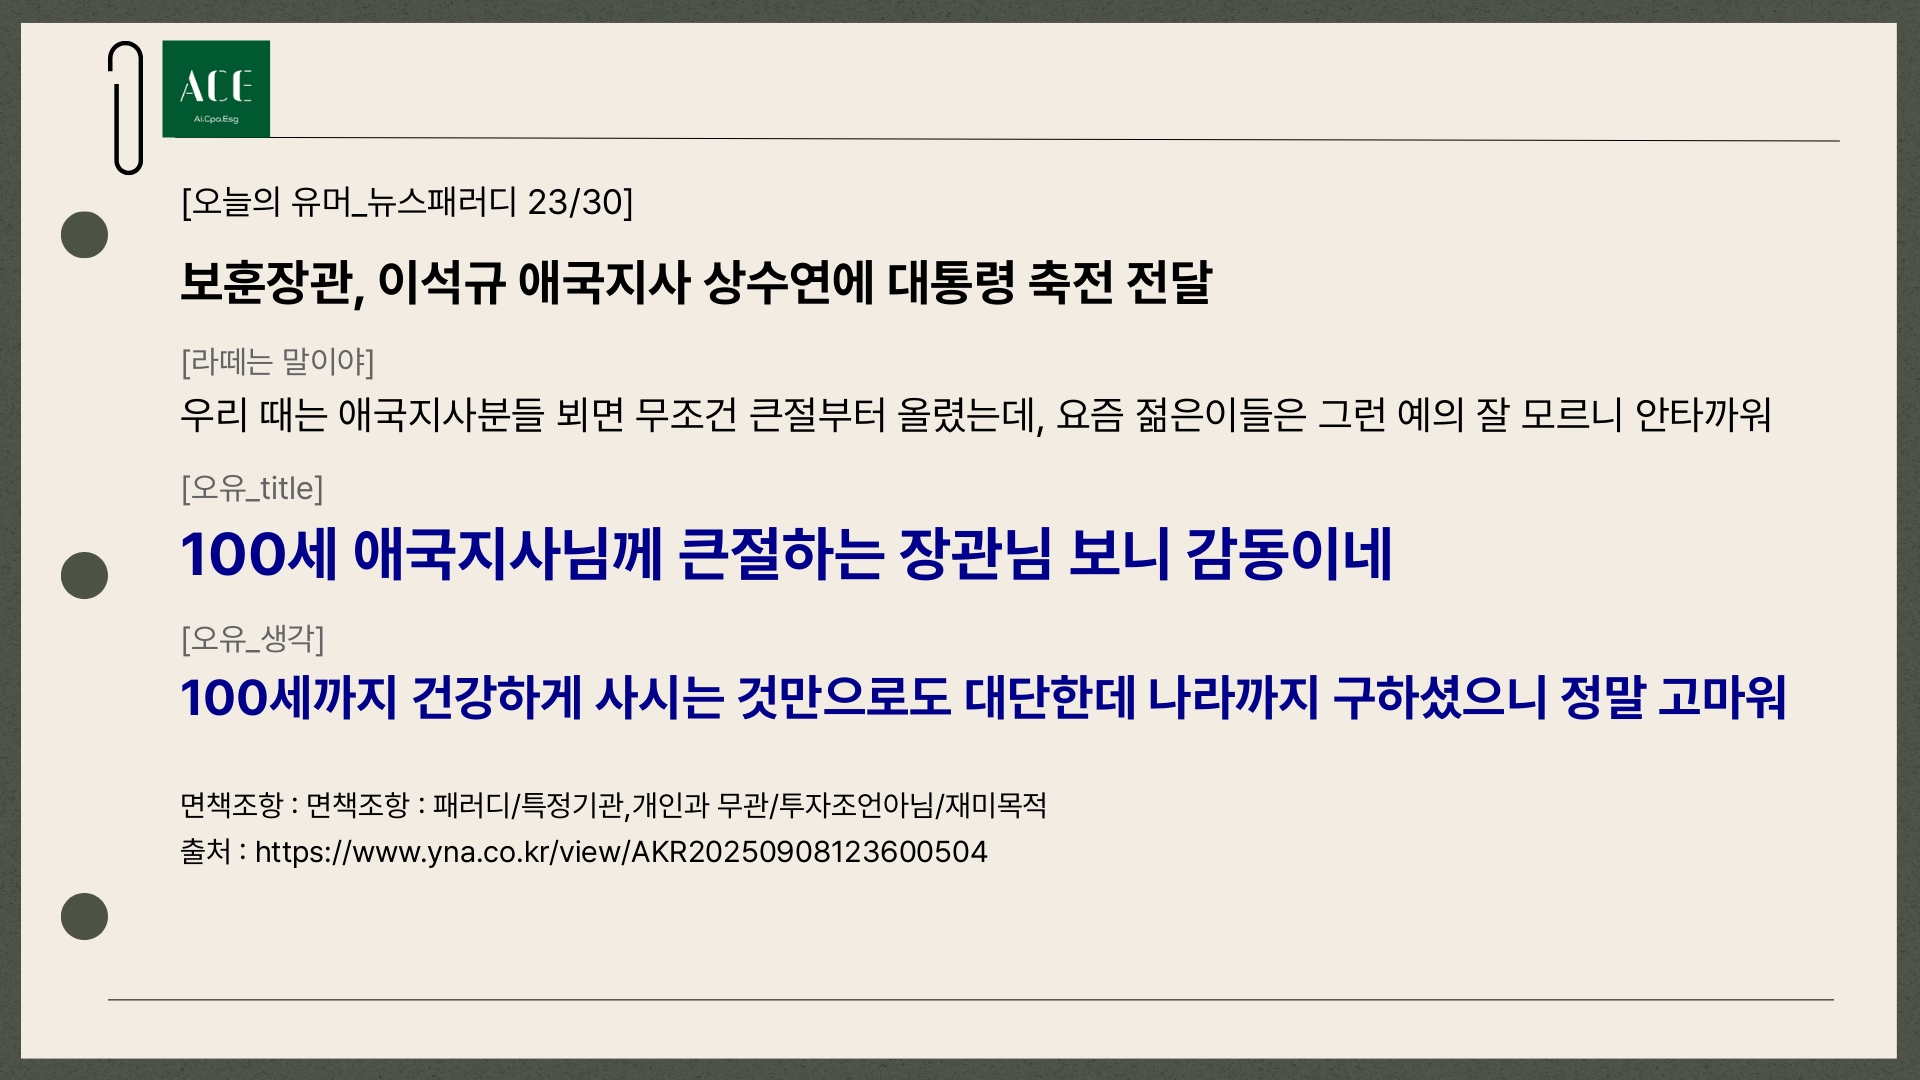 ACE
Ai.Cpa.Esg
[오늘의 유머_뉴스패러디 23/30]
보훈장관, 이석규 애국지사 상수연에 대통령 축전 전달
[라떼는 말이야]
우리 때는 애국지사분들 뵈면 무조건 큰절부터 올렸는데, 요즘 젊은이들은 그런 예의 잘 모르니 안타까워
[오유_title]
100세 애국지사님께 큰절하는 장관님 보니 감동이네
[오유_생각]
100세까지 건강하게 사시는 것만으로도 대단한데 나라까지 구하셨으니 정말 고마워
면책조항 : 면책조항 : 패러디/특정기관,개인과 무관/투자조언아님/재미목적
출처 : https://www.yna.co.kr/view/AKR20250908123600504